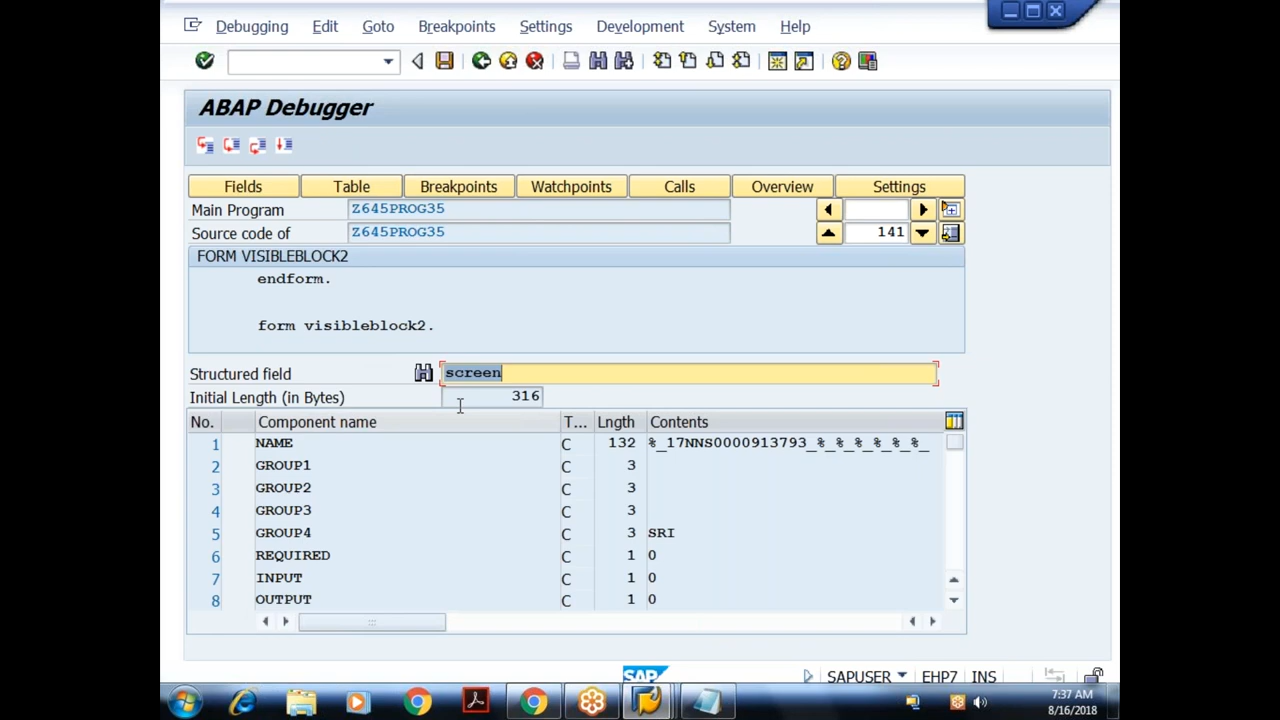 Debugging Edit Goto Breakpoints Settings Development System Help
ABAP Debugger
Fields Table Breakpoints Watchpoints Calls Overview Settings
Main Program Z645PROG35
Source code of Z645PROG35 141
FORM VISIBLEBLOCK2
endform.
form visibleblock2.
Structured field screen
Initial Length (in Bytes) 316
No. Component name T... Lngth Contents
1 NAME C 132 %_17NNS0000913793_%_%_%_%_%_%_
2 GROUP1 C 3
3 GROUP2 C 3
4 GROUP3 C 3
5 GROUP4 C 3 SRI
6 REQUIRED C 1 0
7 INPUT C 1 0
8 OUTPUT C 1 0
SAP SAPUSER EHP7 INS
7:37 AM
8/16/2018